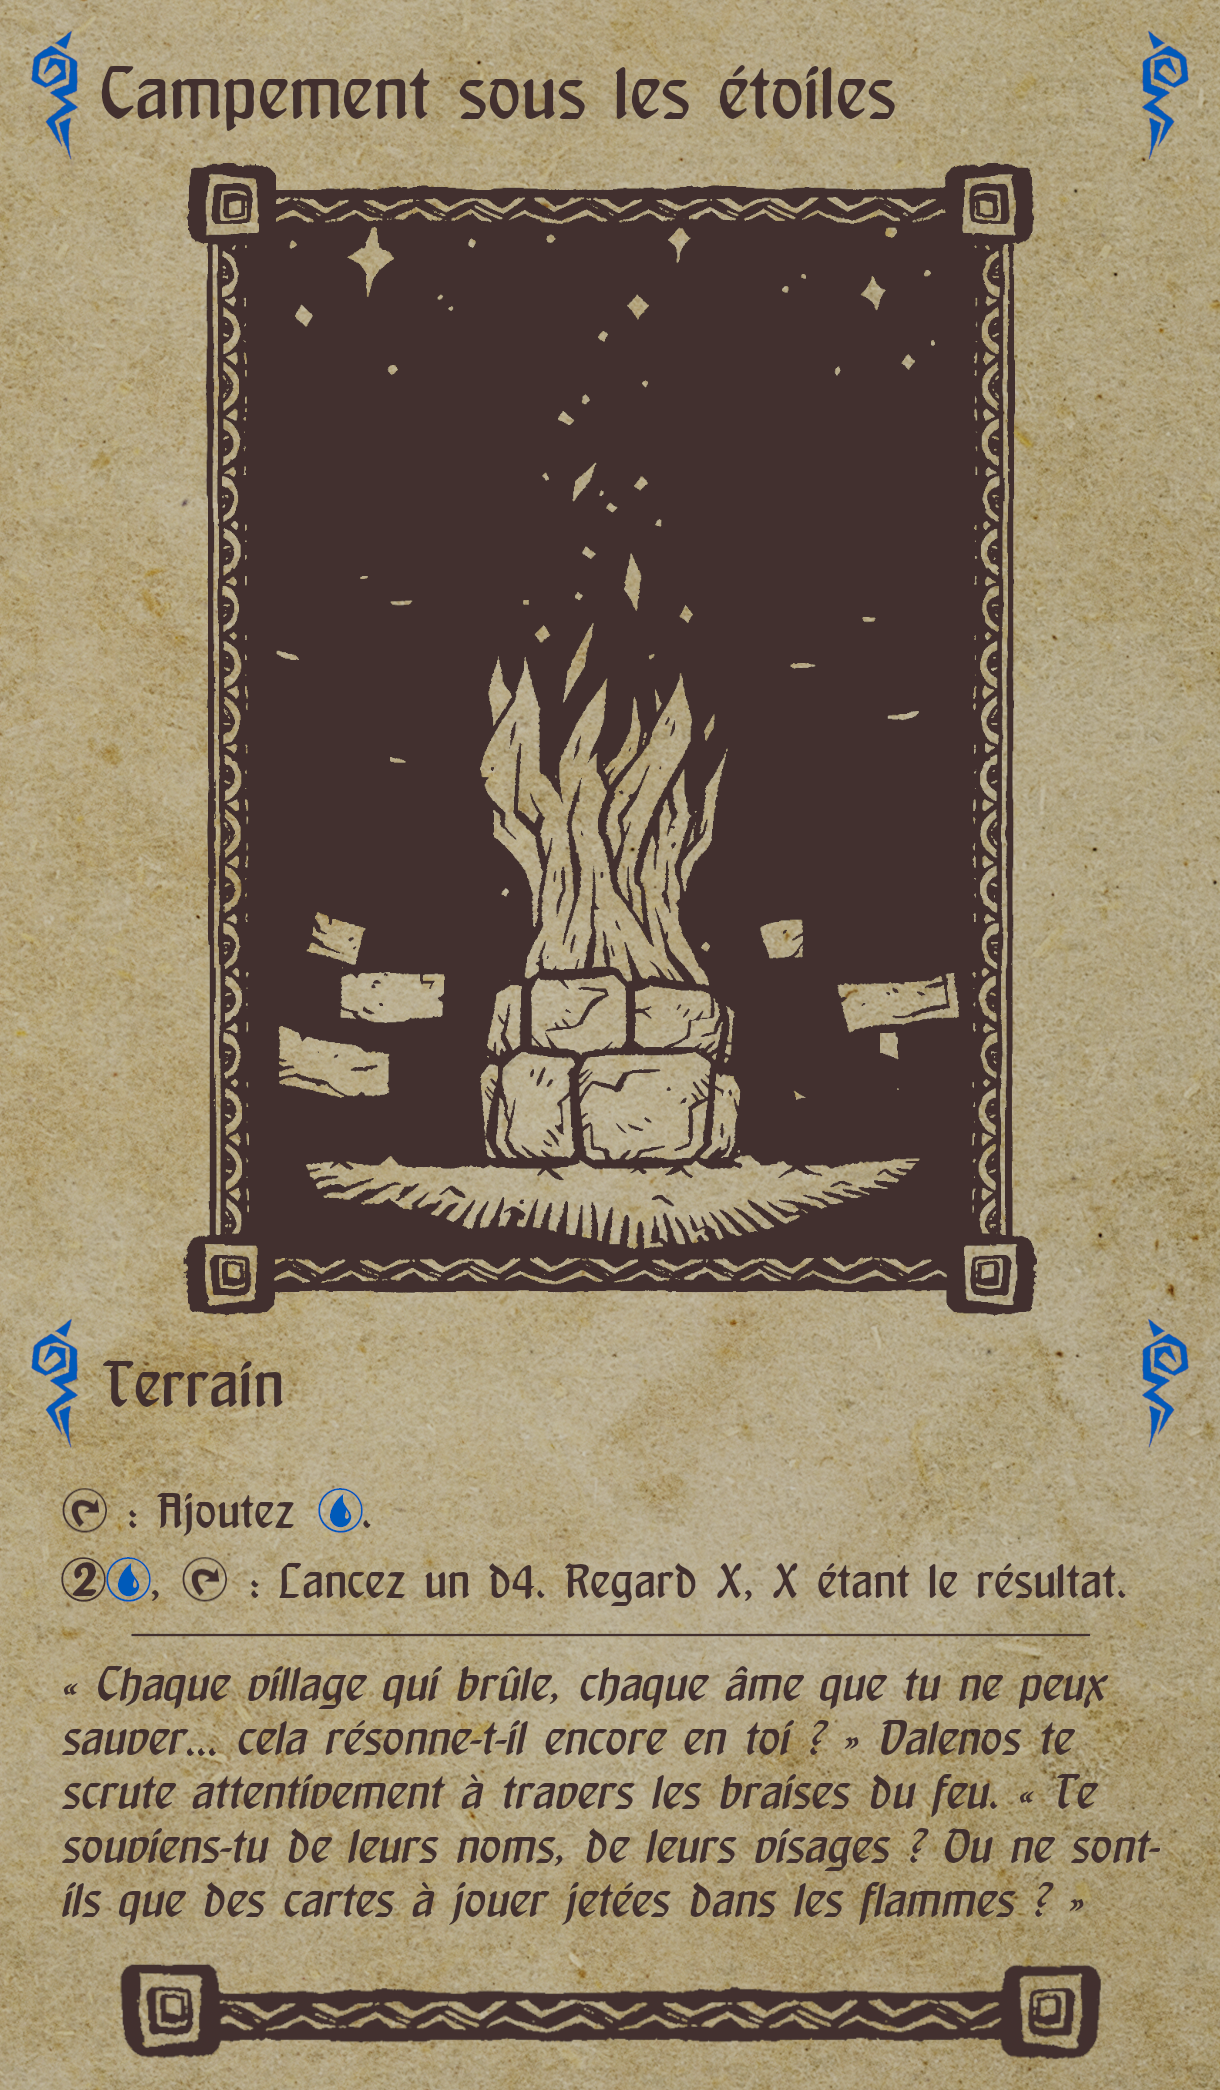 Campement sous les étoiles
Terrain
: Ajoutez .
2, : Lancez un D4. Regard X, X étant le résultat.
« Chaque village qui brûle, chaque âme que tu ne peux
sauver... cela résonne-t-il encore en toi ? » Dalenos te
scrute attentivement à travers les braises du feu. « Te
souviens-tu de leurs noms, de leurs visages ? Ou ne sont-
ils que des cartes à jouer jetées dans les flammes ? »